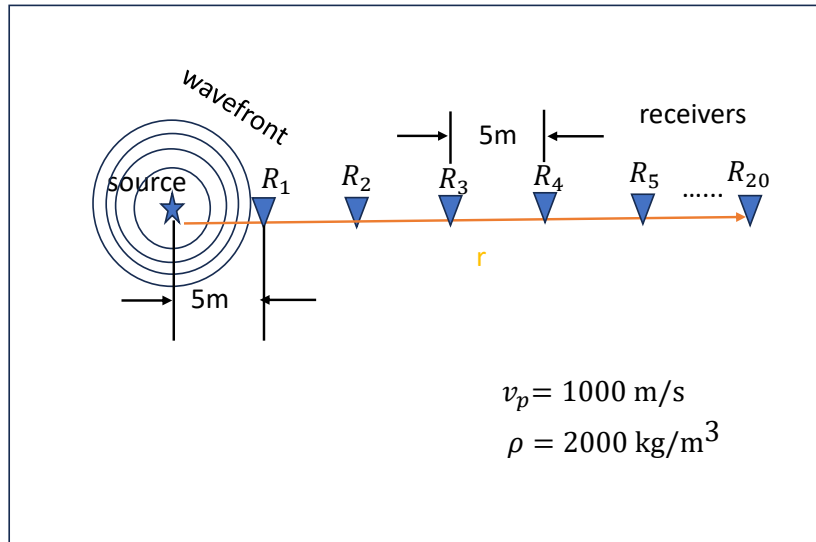 wavefront
5m
receivers
source
R₁ R₂ R₃ R₄ R₅ ...... R₂₀
r
5m
vₚ= 1000 m/s
ρ = 2000 kg/m³